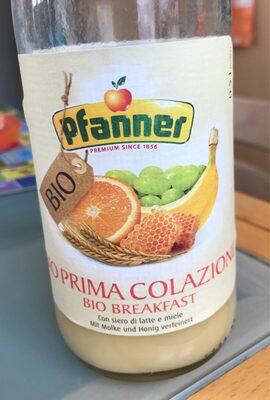 Pfanner
PREMIUM SINCE 1856
BIO
PRIMA COLAZIONE
BIO BREAKFAST
Con siero di latte e miele
Mit Molke und Honig verfeinert